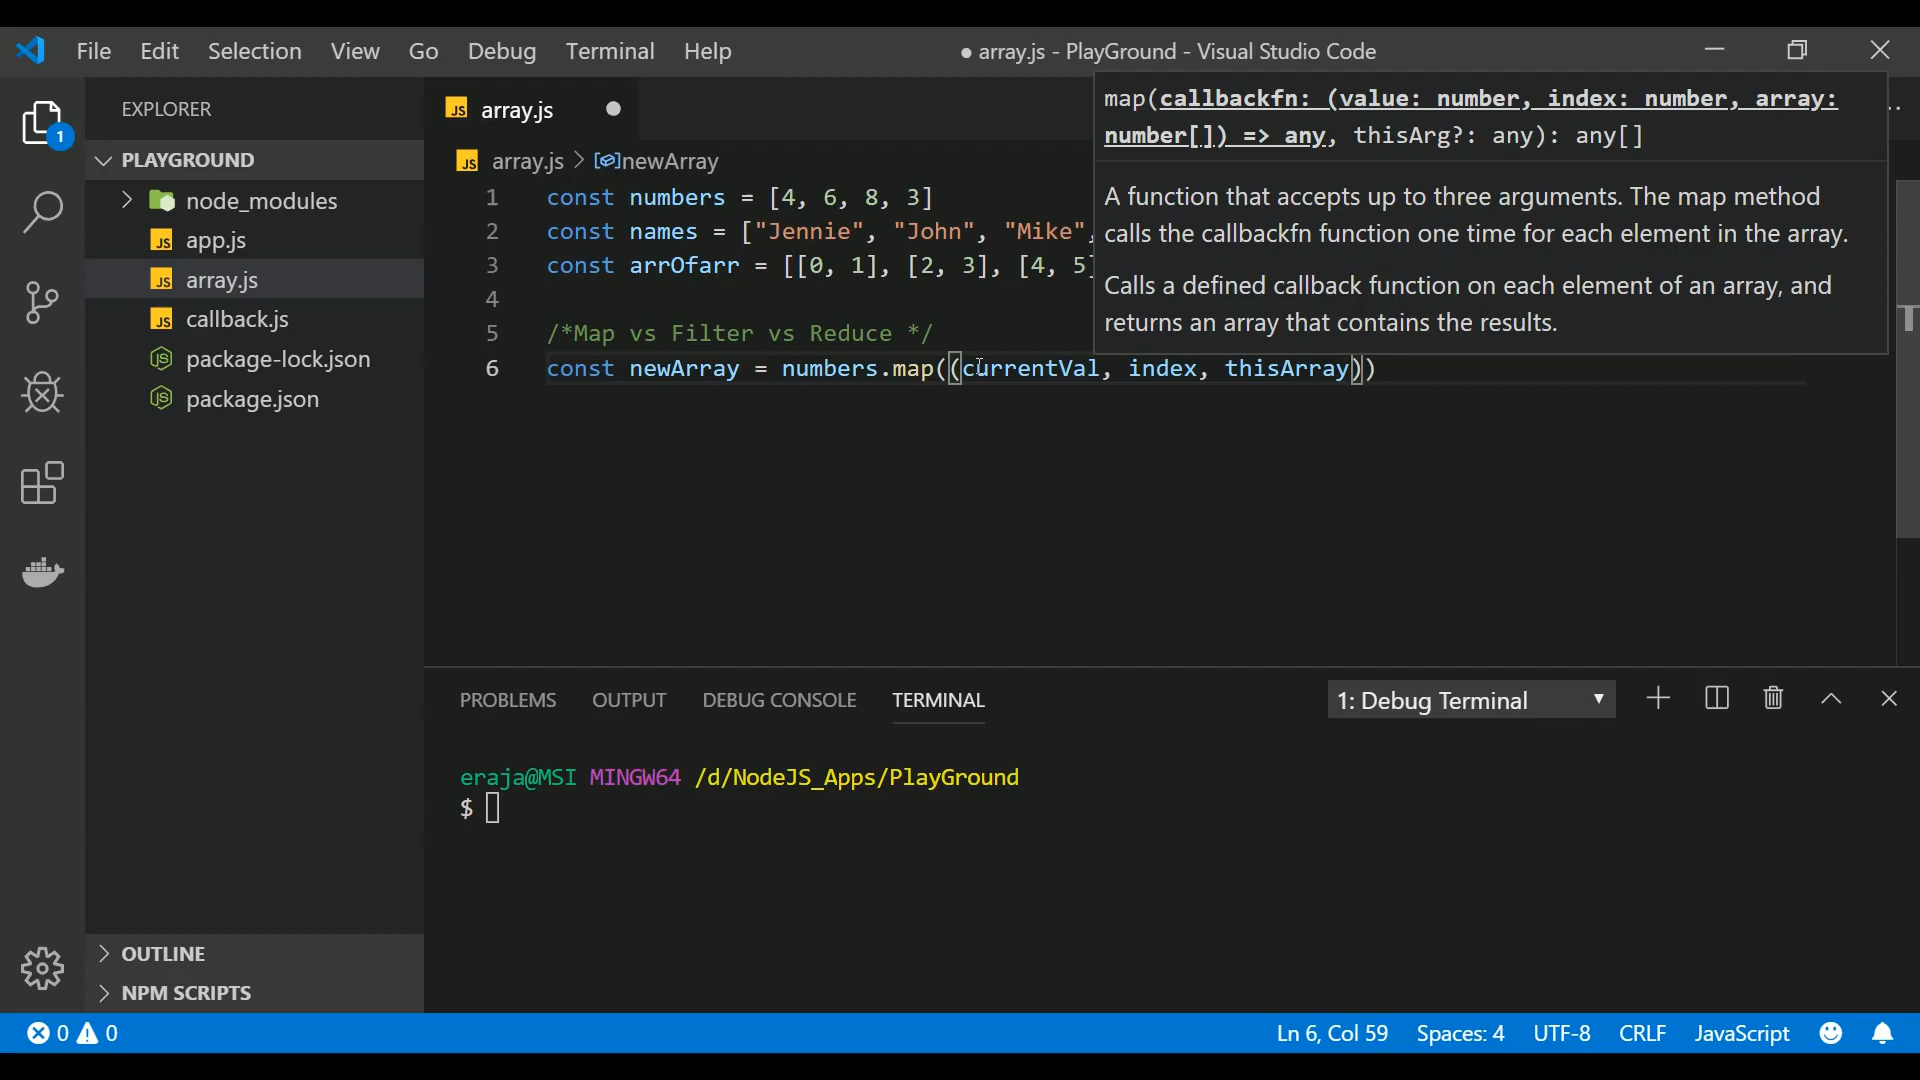 File Edit Selection View Go Debug Terminal Help ● array.js - PlayGround - Visual Studio Code
1
EXPLORER
PLAYGROUND
node_modules
JS app.js
JS array.js
JS callback.js
package-lock.json
package.json
OUTLINE
NPM SCRIPTS
JS array.js ●
JS array.js > newArray
1 const numbers = [4, 6, 8, 3]
2 const names = ["Jennie", "John", "Mike",
3 const arrOfarr = [[0, 1], [2, 3], [4, 5]
4
5 /*Map vs Filter vs Reduce */
6 const newArray = numbers.map((currentVal, index, thisArray))
map(callbackfn: (value: number, index: number, array:
number[]) => any, thisArg?: any): any[]
A function that accepts up to three arguments. The map method
calls the callbackfn function one time for each element in the array.
Calls a defined callback function on each element of an array, and
returns an array that contains the results.
PROBLEMS OUTPUT DEBUG CONSOLE TERMINAL 1: Debug Terminal
eraja@MSI MINGW64 /d/NodeJS_Apps/PlayGround
$
0 0 Ln 6, Col 59 Spaces: 4 UTF-8 CRLF JavaScript